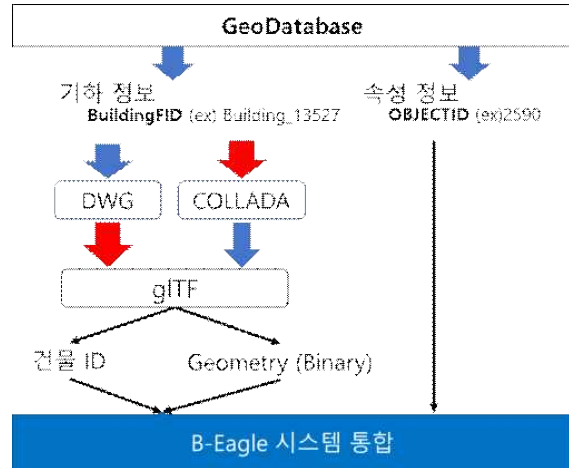 GeoDatabase
기하 정보
BuildingFID (ex) Building_13527
속성 정보
OBJECTID (ex)2590
DWG
COLLADA
glTF
건물 ID
Geometry (Binary)
B-Eagle 시스템 통합